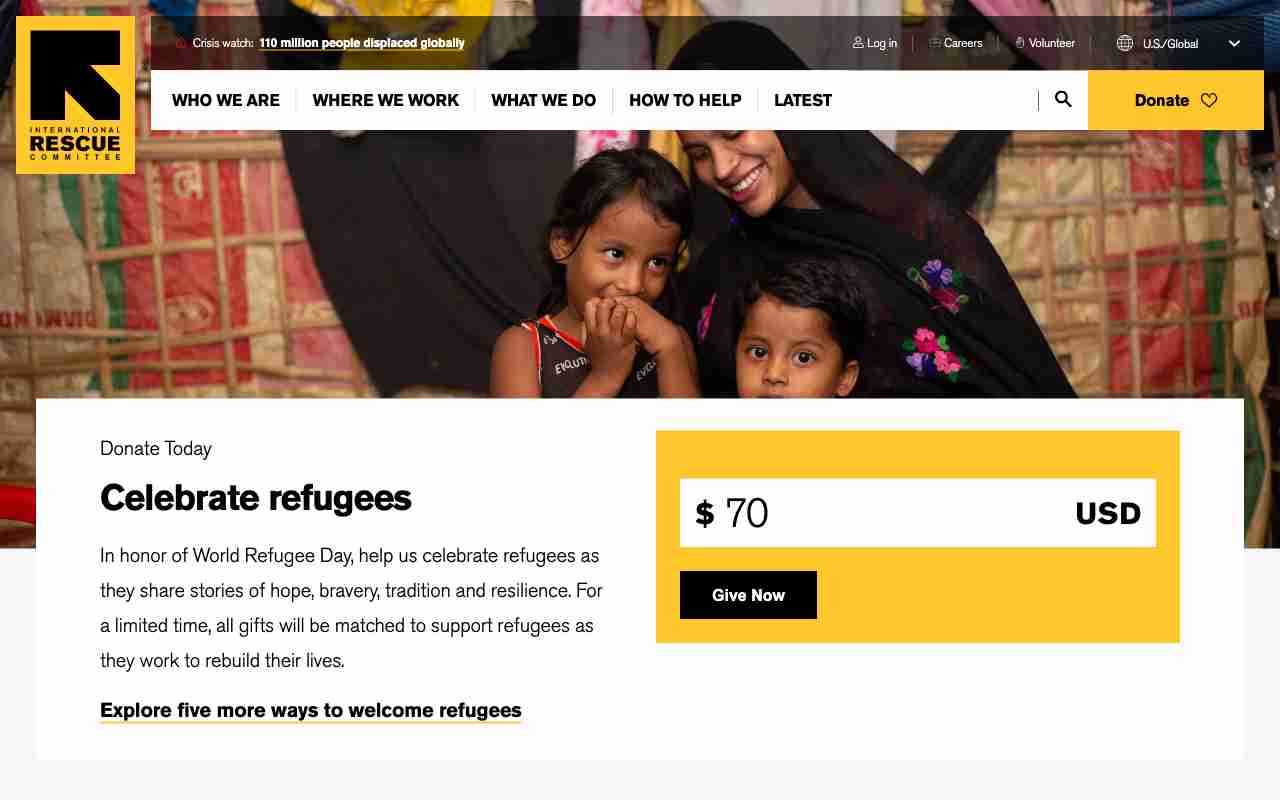 INTERNATIONAL
RESCUE
COMMITTEE
Crisis watch: 110 million people displaced globally
Log in
Careers
Volunteer
U.S./Global
WHO WE ARE
WHERE WE WORK
WHAT WE DO
HOW TO HELP
LATEST
Donate
Donate Today
Celebrate refugees
In honor of World Refugee Day, help us celebrate refugees as
they share stories of hope, bravery, tradition and resilience. For
a limited time, all gifts will be matched to support refugees as
they work to rebuild their lives.
Explore five more ways to welcome refugees
$ 70 USD
Give Now